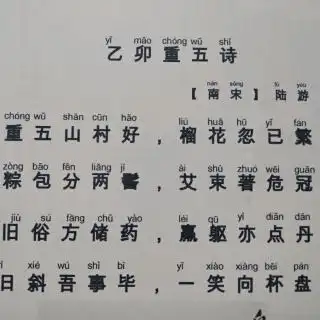 yǐ mǎo chóng wǔ shī
乙卯重五诗
nán sòng lù yóu
【南宋】陆游
chóng wǔ shān cūn hǎo liú huā hū yǐ fán
重五山村好，榴花忽已繁
zòng bāo fēn liǎng jì ài shù zhuó wēi guān
粽包分两髻，艾束著危冠
jiù sú fāng chǔ yào léi qū yì diǎn dān
旧俗方储药，羸躯亦点丹
xié wú shì bì yī xiào xiàng bēi pán
日斜吾事毕，一笑向杯盘